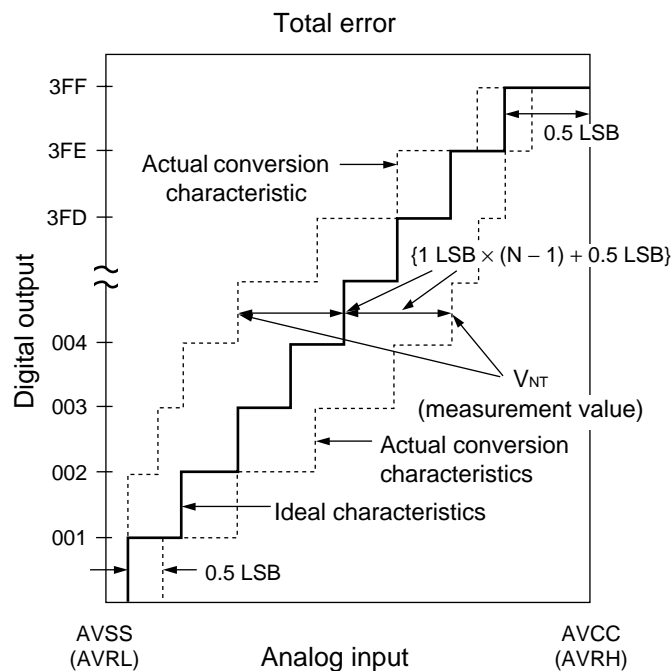 Total error
3FF
3FE
3FD
004
003
002
001
Digital output
0.5 LSB
Actual conversion
characteristic
{1 LSB × (N − 1) + 0.5 LSB}
VNT
(measurement value)
Actual conversion
characteristics
Ideal characteristics
0.5 LSB
AVSS
(AVRL)
Analog input
AVCC
(AVRH)